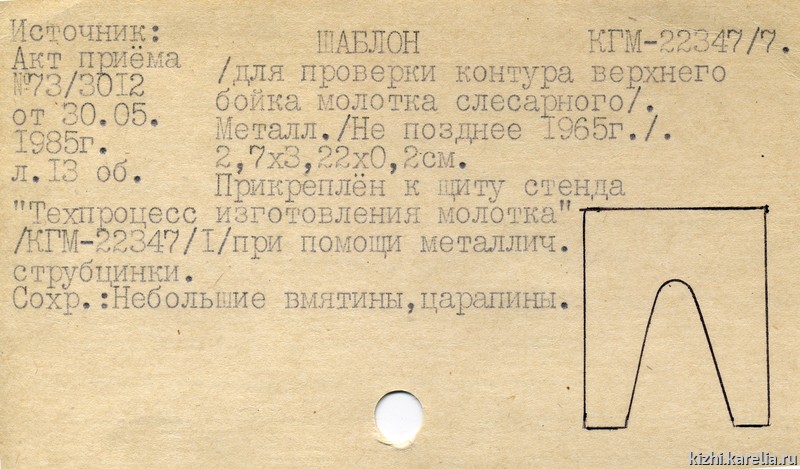 Источник:
Акт приёма
№73/3012
от 30.05.
1985г.
л.13 об.
ШАБЛОН
КГМ-22347/7.
/для проверки контура верхнего
бойка молотка слесарного/.
Металл./Не позднее 1965г./.
2,7х3,22х0,2см.
Прикреплён к щиту стенда
"Техпроцесс изготовления молотка"
/КГМ-22347/1/при помощи металлич.
струбцинки.
Сохр.:Небольшие вмятины,царапины.
kizhi.karelia.ru